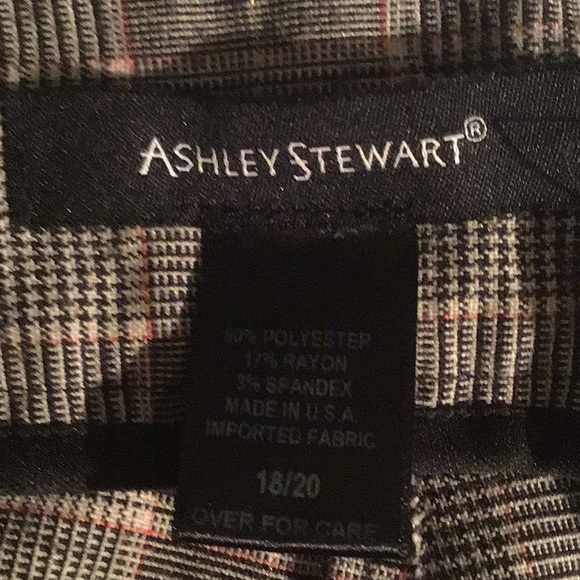 ASHLEY STEWART®
80% POLYESTER
17% RAYON
3% SPANDEX
MADE IN U.S.A
IMPORTED FABRIC
18/20
OVER FOR CARE